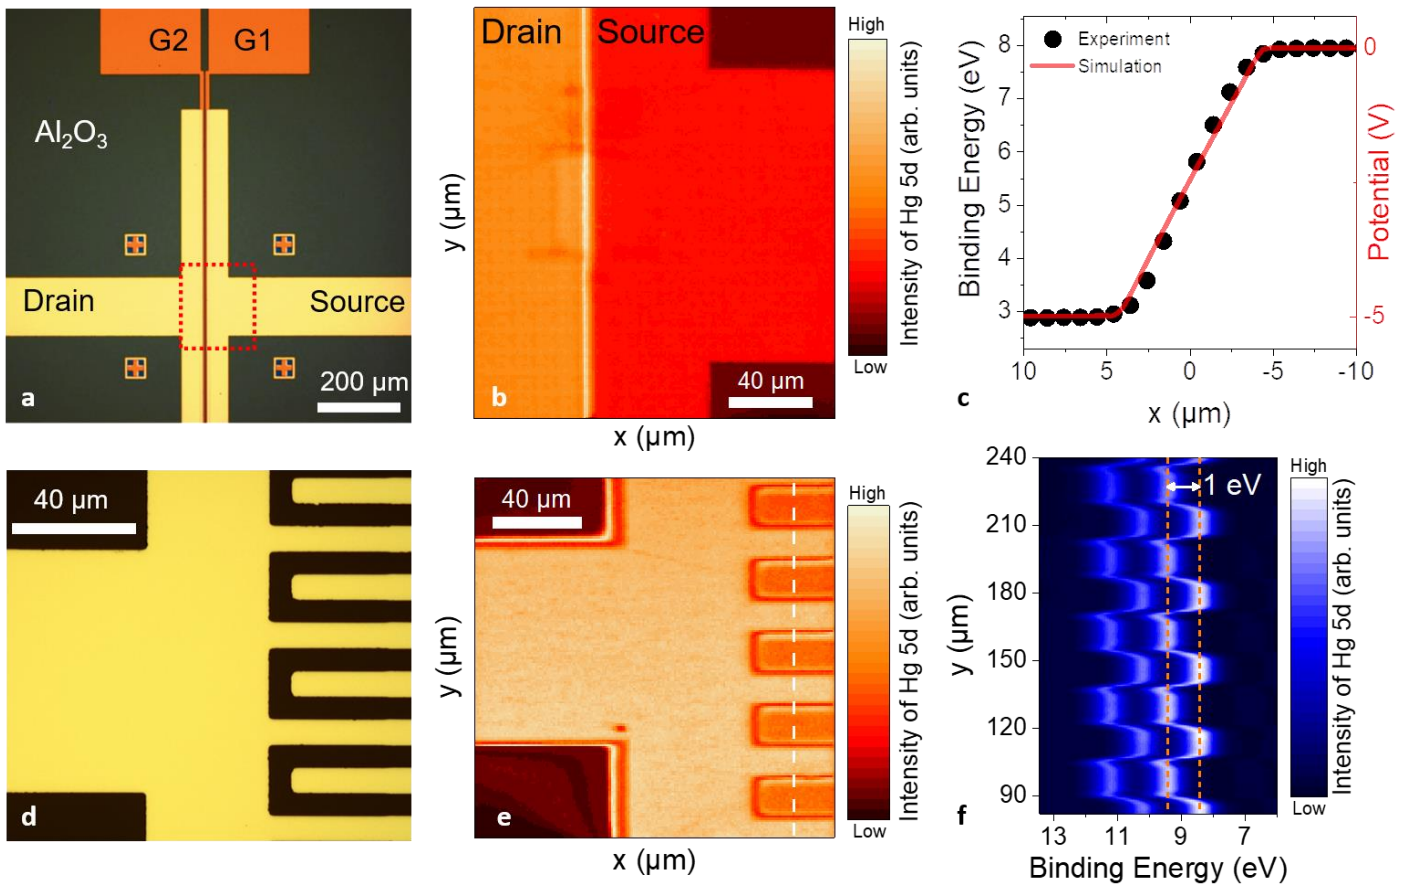 G2 G1
Al₂O₃
Drain Source
200 µm
a
Drain Source
y (µm)
40 µm
b
x (µm)
High
Intensity of Hg 5d (arb. units)
Low
Experiment
Simulation
Binding Energy (eV)
8
7
6
5
4
3
0
-5
Potential (V)
10 5 0 -5 -10
x (µm)
c
40 µm
d
40 µm
y (µm)
e
x (µm)
High
Intensity of Hg 5d (arb. units)
Low
1 eV
y (µm)
240
210
180
150
120
90
13 11 9 7
Binding Energy (eV)
f
High
Intensity of Hg 5d (arb. units)
Low